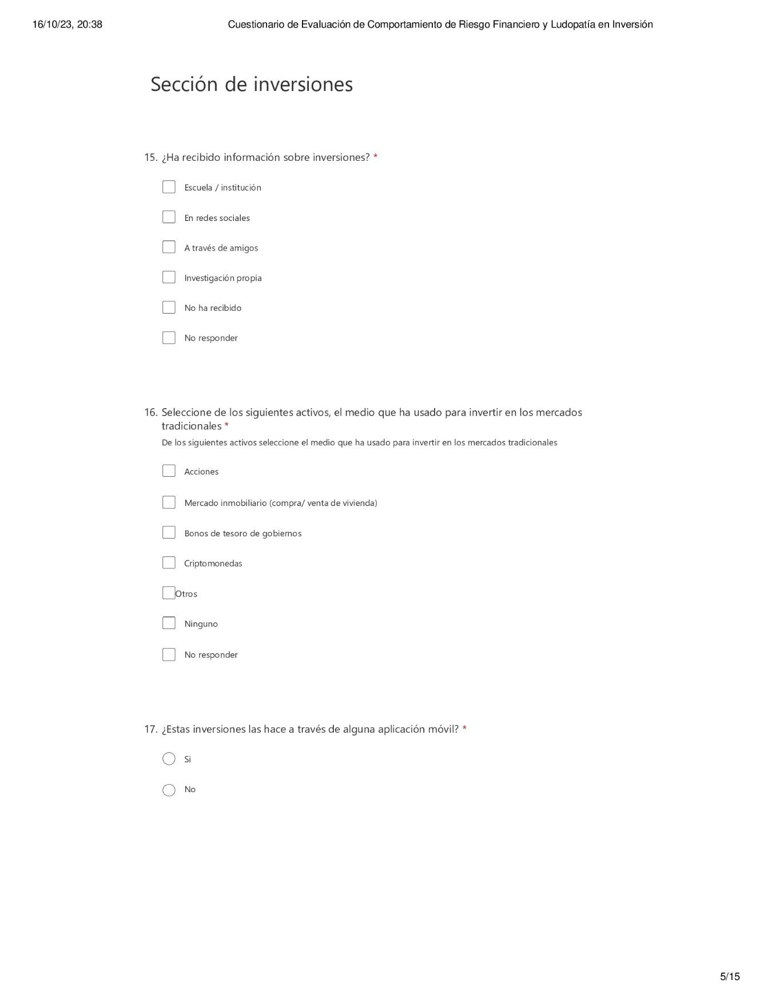 16/10/23, 20:38
Cuestionario de Evaluación de Comportamiento de Riesgo Financiero y Ludopatía en Inversión
Sección de inversiones
15. ¿Ha recibido información sobre inversiones? *
Escuela / institución
En redes sociales
A través de amigos
Investigación propia
No ha recibido
No responder
16. Seleccione de los siguientes activos, el medio que ha usado para invertir en los mercados
tradicionales *
De los siguientes activos seleccione el medio que ha usado para invertir en los mercados tradicionales
Acciones
Mercado inmobiliario (compra/ venta de vivienda)
Bonos de tesoro de gobiernos
Criptomonedas
Otros
Ninguno
No responder
17. ¿Estas inversiones las hace a través de alguna aplicación móvil? *
Si
No
5/15